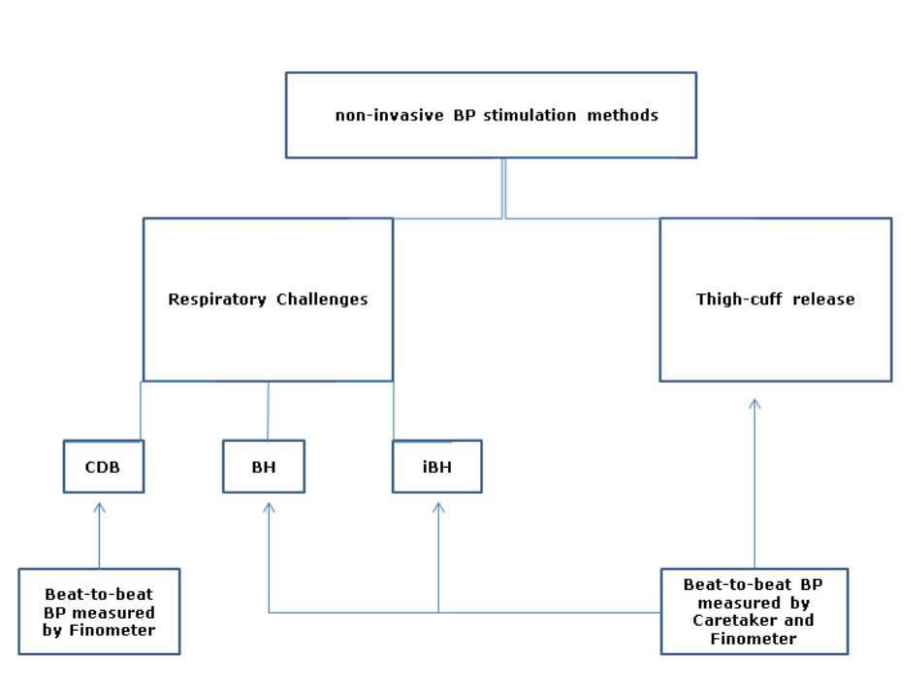 non-invasive BP stimulation methods
Respiratory Challenges
Thigh-cuff release
CDB
BH
iBH
Beat-to-beat
BP measured
by Finometer
Beat-to-beat BP
measured by
Caretaker and
Finometer